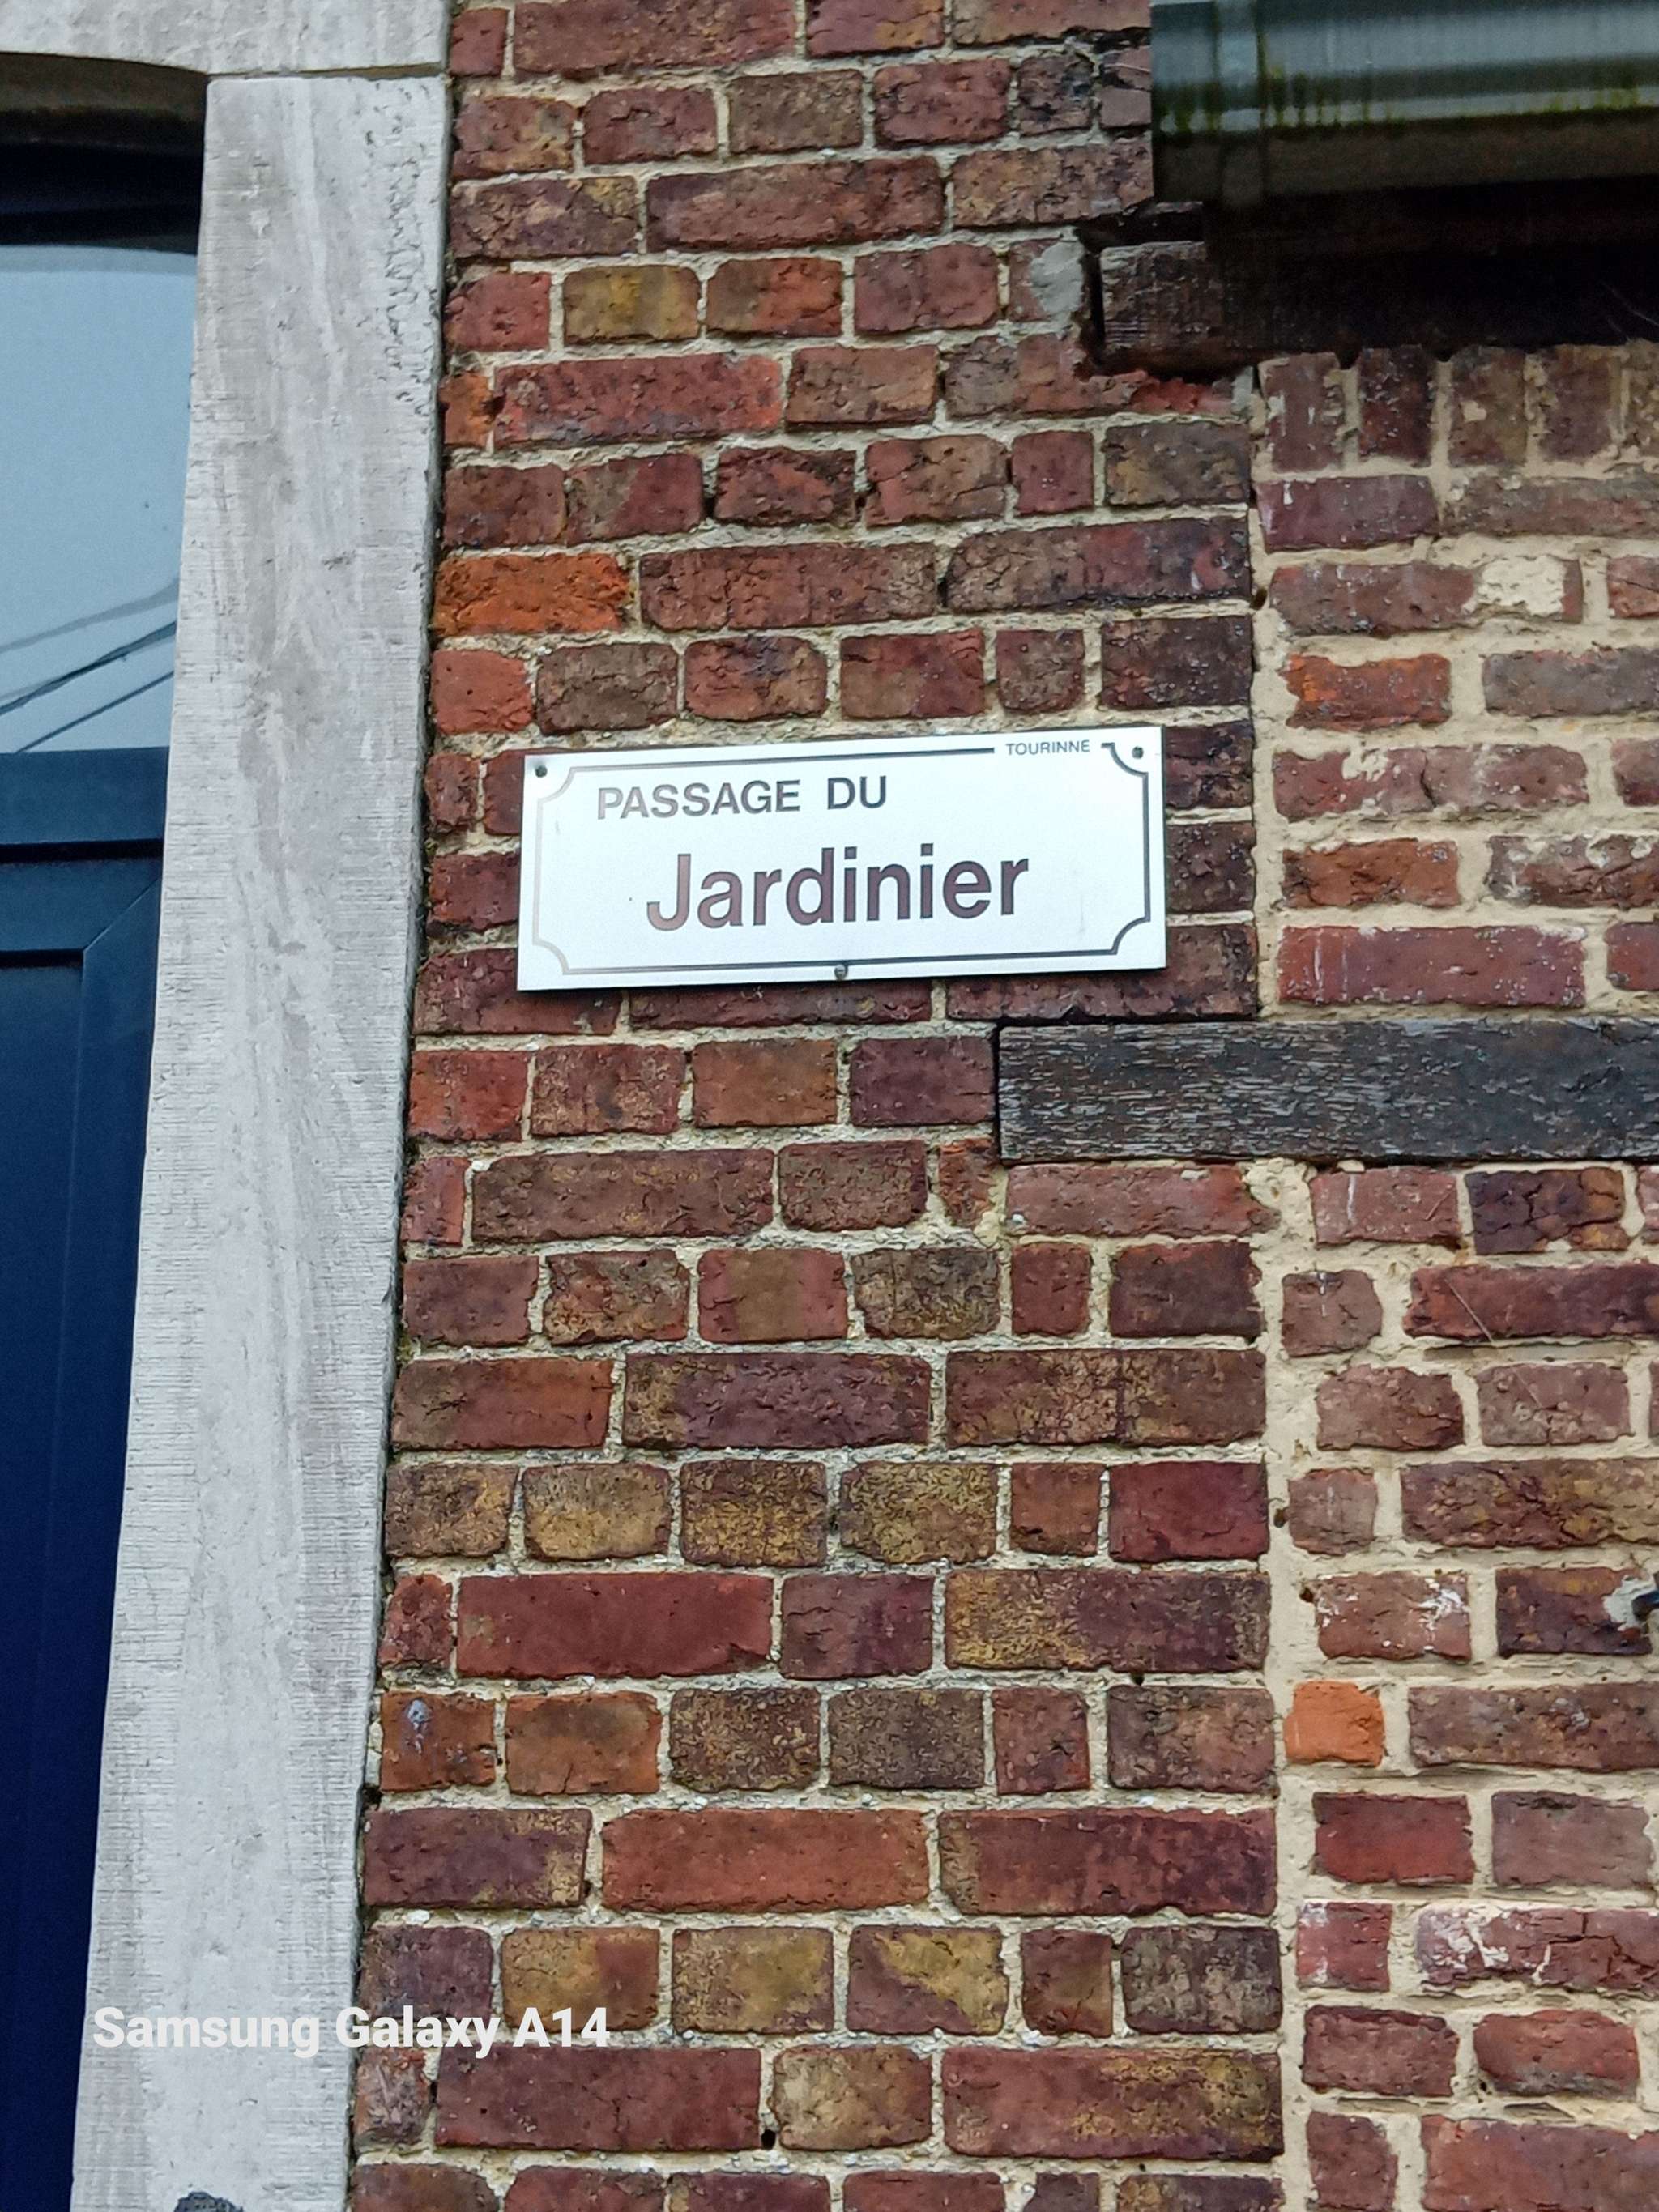 TOURINNE
PASSAGE DU
Jardinier
Samsung Galaxy A14